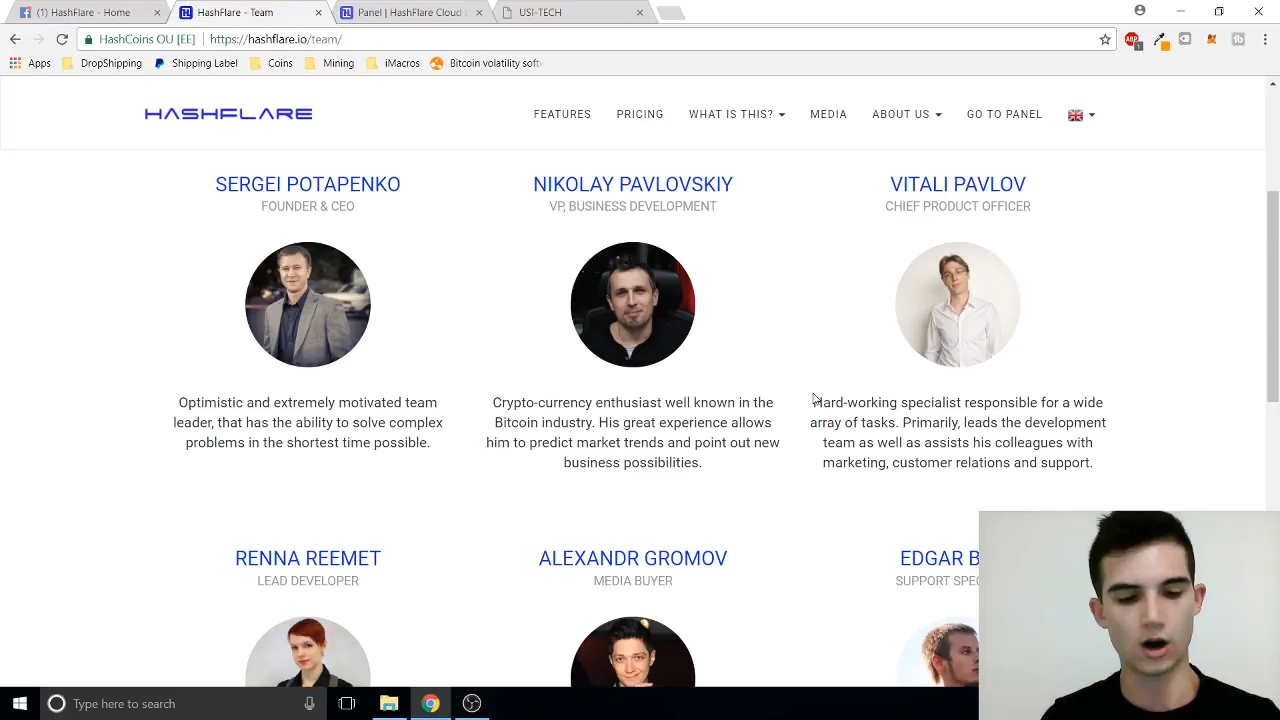 (1) HashFlare - Home
HashFlare - Team
Panel | HashFlare Cloud
USI-TECH
HashCoins OU [EE]
https://hashflare.io/team/
Apps
DropShipping
Shipping Label
Coins
Mining
iMacros
Bitcoin volatility soft
HASHFLARE
FEATURES
PRICING
WHAT IS THIS?
MEDIA
ABOUT US
GO TO PANEL
SERGEI POTAPENKO
FOUNDER & CEO
Optimistic and extremely motivated team
leader, that has the ability to solve complex
problems in the shortest time possible.
NIKOLAY PAVLOVSKIY
VP, BUSINESS DEVELOPMENT
Crypto-currency enthusiast well known in the
Bitcoin industry. His great experience allows
him to predict market trends and point out new
business possibilities.
VITALI PAVLOV
CHIEF PRODUCT OFFICER
Hard-working specialist responsible for a wide
array of tasks. Primarily, leads the development
team as well as assists his colleagues with
marketing, customer relations and support.
RENNA REEMET
LEAD DEVELOPER
ALEXANDR GROMOV
MEDIA BUYER
EDGAR B
SUPPORT SPEC
Type here to search